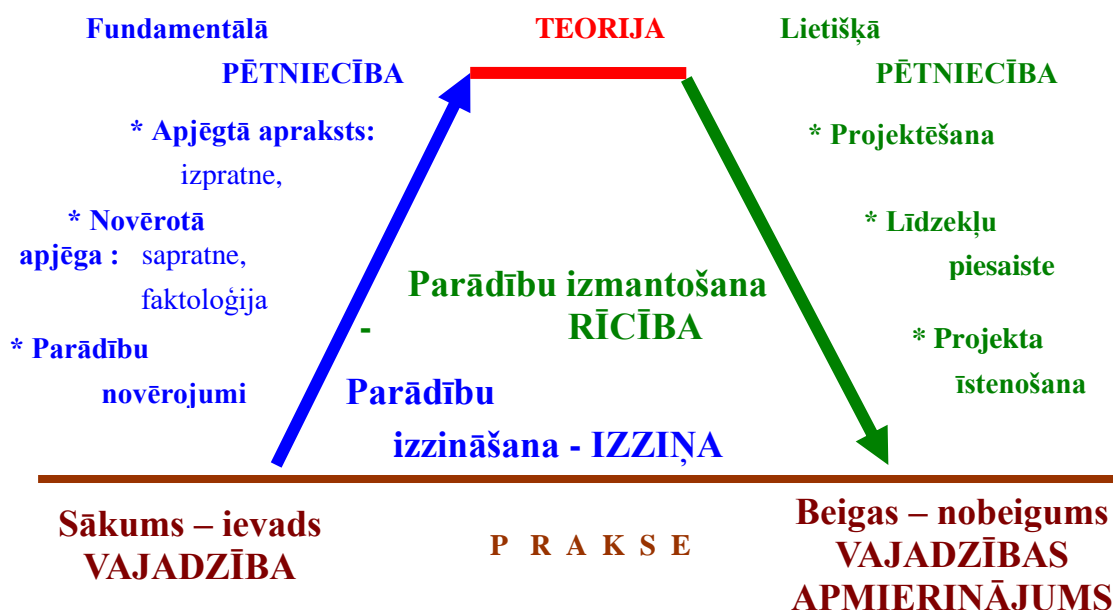 Fundamentālā
PĒTNIECĪBA
* Apjēgtā apraksts:
izpratne,
* Novērotā
apjēga : sapratne,
faktoloģija
* Parādību
novērojumi
TEORIJA
Lietišķā
PĒTNIECĪBA
* Projektēšana
* Līdzekļu
piesaiste
* Projekta
īstenošana
Parādību izmantošana
- RĪCĪBA
Parādību
izzināšana - IZZIŅA
Sākums – ievads
VAJADZĪBA
P R A K S E
Beigas – nobeigums
VAJADZĪBAS
APMIERINĀJUMS